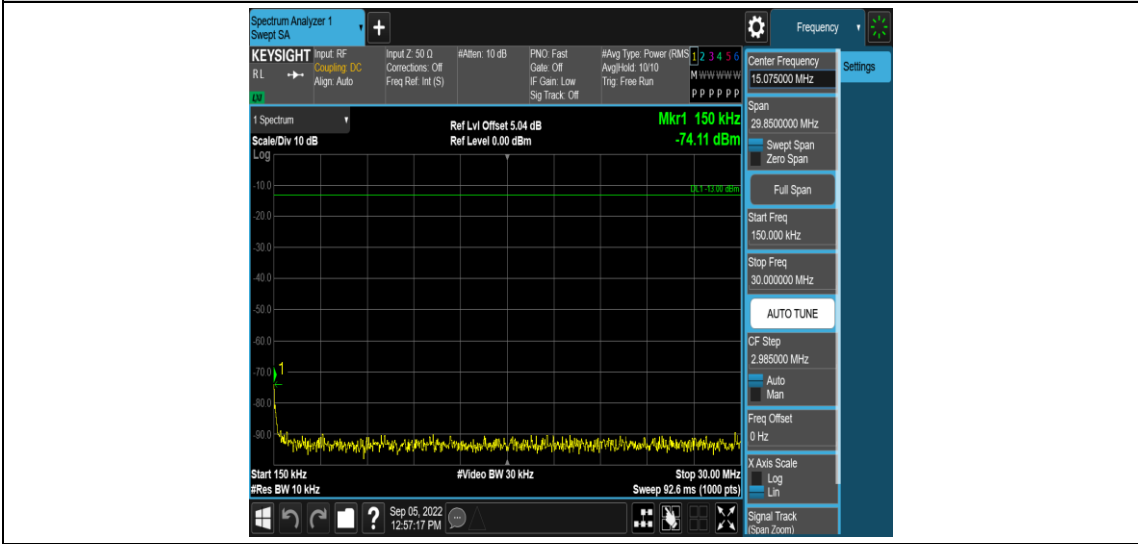 Spectrum Analyzer 1
Swept SA
+
Frequency
KEYSIGHT
RL
Input: RF
Coupling: DC
Align: Auto
Input Z: 50 Ω
Corrections: Off
Freq Ref: Int (S)
#Atten: 10 dB
PNO: Fast
Gate: Off
IF Gain: Low
Sig Track: Off
#Avg Type: Power (RMS
Avg|Hold: 10/10
Trig: Free Run
1 2 3 4 5 6
M W W W W W
P P P P P P
1 Spectrum
Scale/Div 10 dB
Ref Lvl Offset 5.04 dB
Ref Level 0.00 dBm
Mkr1 150 kHz
-74.11 dBm
Log
-10.0
DL1 -13.00 dBm
-20.0
-30.0
-40.0
-50.0
-60.0
-70.0
1
-80.0
-90.0
Start 150 kHz
#Video BW 30 kHz
Stop 30.00 MHz
#Res BW 10 kHz
Sweep 92.6 ms (1000 pts)
?
Sep 05, 2022
12:57:17 PM
Center Frequency
15.075000 MHz
Settings
Span
29.8500000 MHz
Swept Span
Zero Span
Full Span
Start Freq
150.000 kHz
Stop Freq
30.000000 MHz
AUTO TUNE
CF Step
2.985000 MHz
Auto
Man
Freq Offset
0 Hz
X Axis Scale
Log
Lin
Signal Track
(Span Zoom)